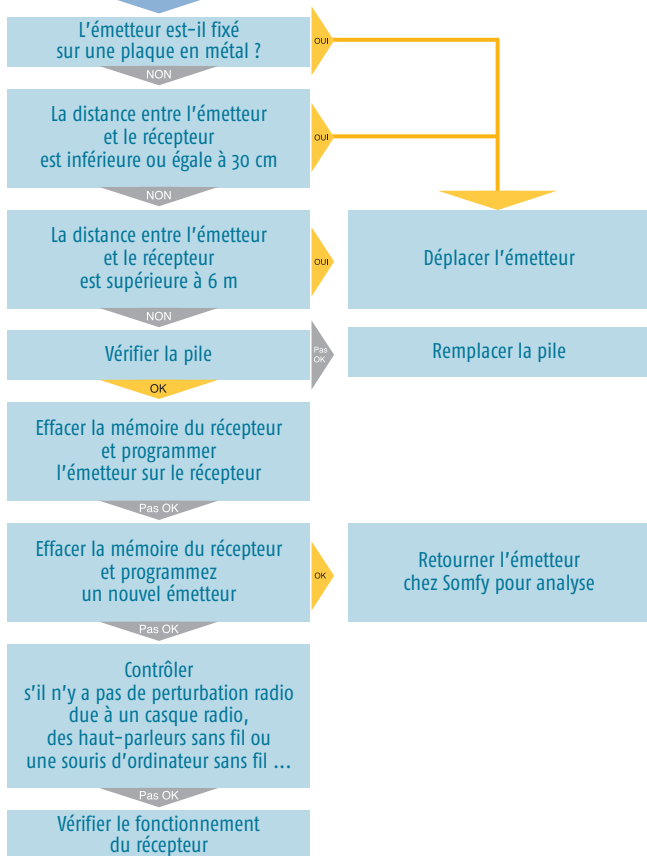 L'émetteur est-il fixé
sur une plaque en métal ?
OUI
NON
La distance entre l'émetteur
et le récepteur
est inférieure ou égale à 30 cm
OUI
NON
La distance entre l'émetteur
et le récepteur
est supérieure à 6 m
OUI
Déplacer l'émetteur
NON
Vérifier la pile
Pas
OK
Remplacer la pile
OK
Effacer la mémoire du récepteur
et programmer
l'émetteur sur le récepteur
Pas OK
Effacer la mémoire du récepteur
et programmez
un nouvel émetteur
OK
Retourner l'émetteur
chez Somfy pour analyse
Pas OK
Contrôler
s'il n'y a pas de perturbation radio
due à un casque radio,
des haut-parleurs sans fil ou
une souris d'ordinateur sans fil ...
Pas OK
Vérifier le fonctionnement
du récepteur